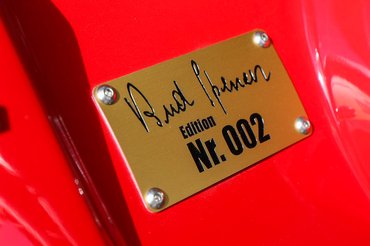 Bud Spencer
Edition
Nr. 002